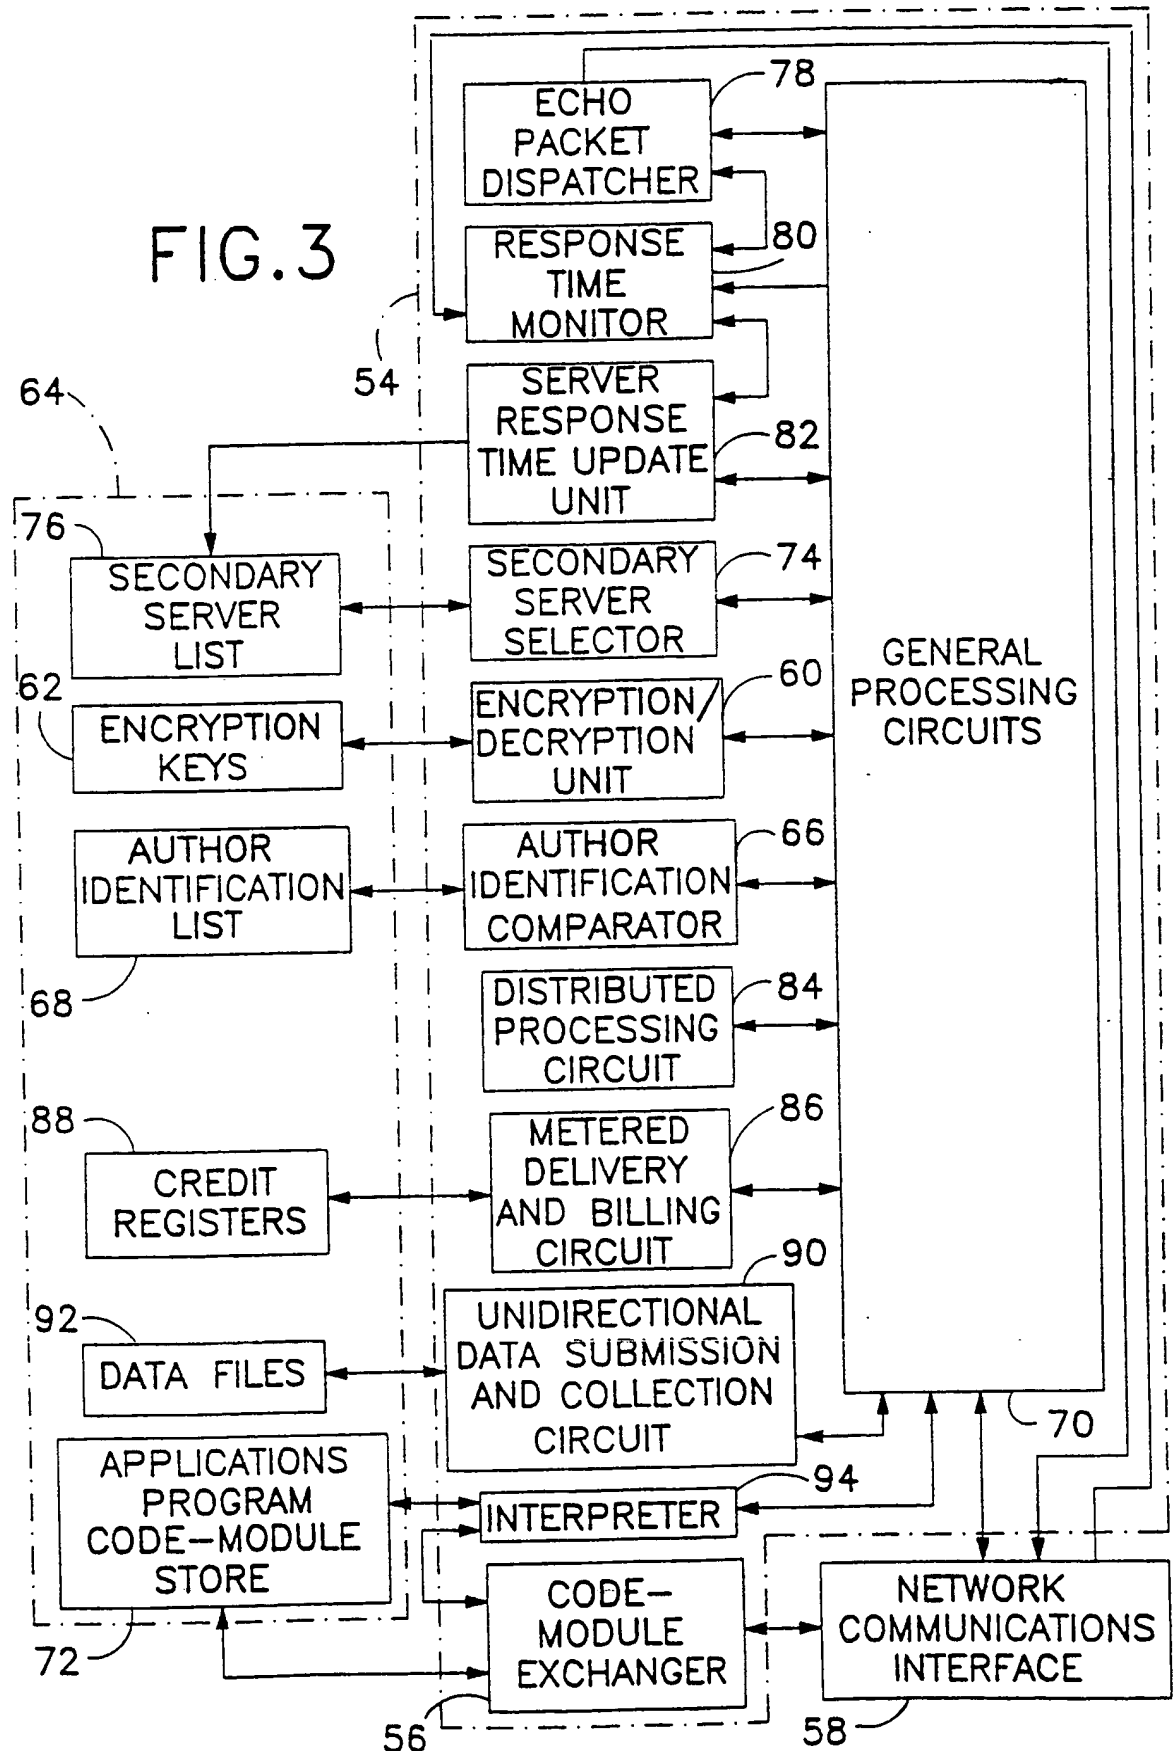 FIG.3
78
ECHO
PACKET
DISPATCHER
80
RESPONSE
TIME
MONITOR
54
SERVER
RESPONSE
TIME UPDATE
UNIT
82
64
76
SECONDARY
SERVER
LIST
SECONDARY
SERVER
SELECTOR
74
GENERAL
PROCESSING
CIRCUITS
62
ENCRYPTION
KEYS
ENCRYPTION/
DECRYPTION
UNIT
60
AUTHOR
IDENTIFICATION
LIST
68
AUTHOR
IDENTIFICATION
COMPARATOR
66
DISTRIBUTED
PROCESSING
CIRCUIT
84
88
CREDIT
REGISTERS
METERED
DELIVERY
AND BILLING
CIRCUIT
86
92
DATA FILES
UNIDIRECTIONAL
DATA SUBMISSION
AND COLLECTION
CIRCUIT
90
70
APPLICATIONS
PROGRAM
CODE-MODULE
STORE
72
INTERPRETER
94
CODE-
MODULE
EXCHANGER
56
NETWORK
COMMUNICATIONS
INTERFACE
58